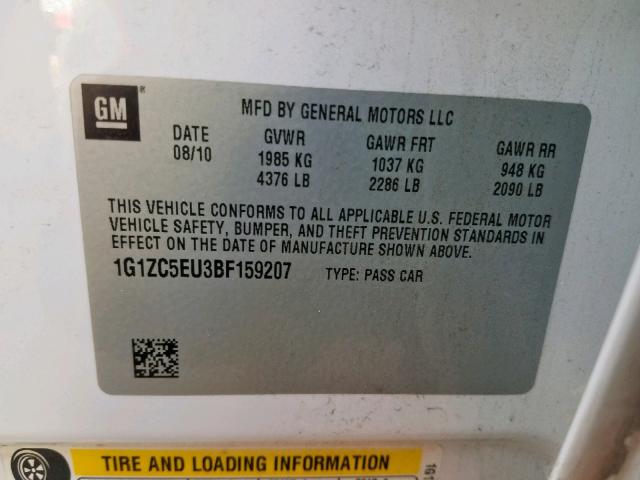 GM®
MFD BY GENERAL MOTORS LLC
DATE GVWR GAWR FRT GAWR RR
08/10 1985 KG 1037 KG 948 KG
4376 LB 2286 LB 2090 LB
THIS VEHICLE CONFORMS TO ALL APPLICABLE U.S. FEDERAL MOTOR
VEHICLE SAFETY, BUMPER, AND THEFT PREVENTION STANDARDS IN
EFFECT ON THE DATE OF MANUFACTURE SHOWN ABOVE.
1G1ZC5EU3BF159207 TYPE: PASS CAR
TIRE AND LOADING INFORMATION
1G1